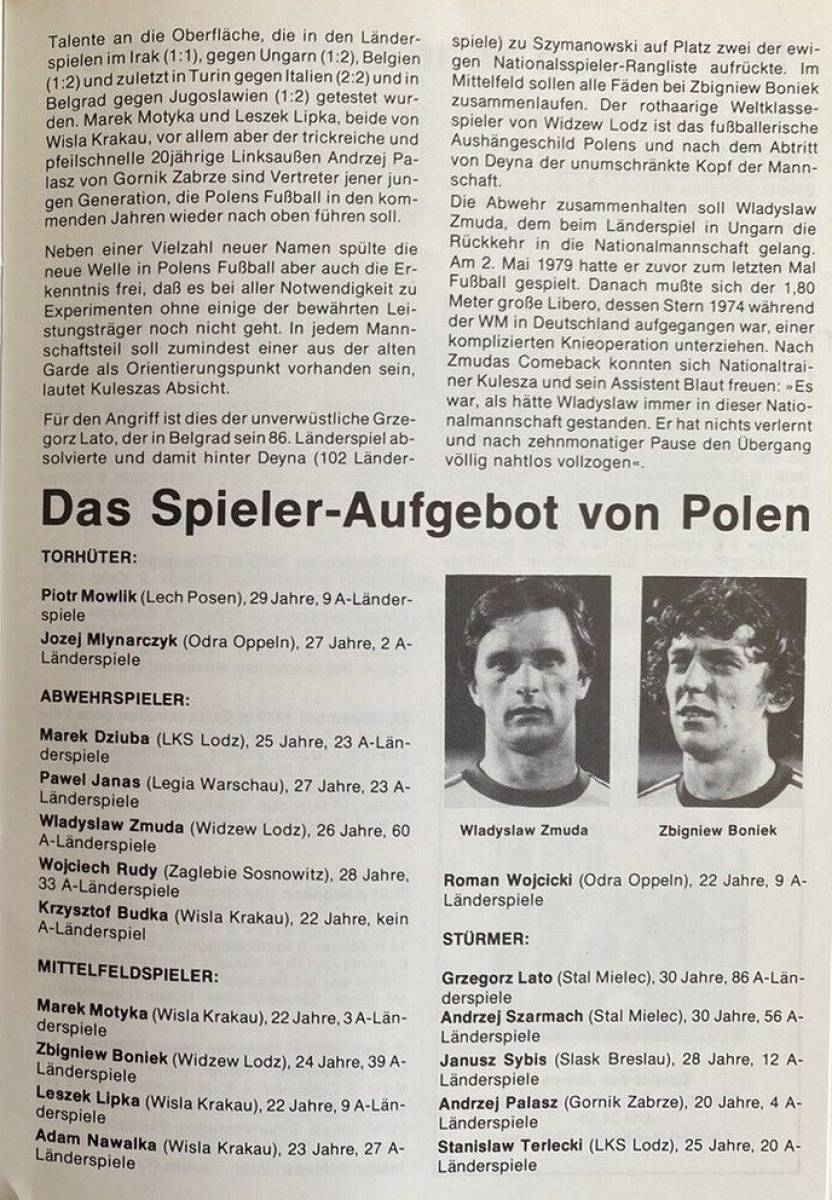 Talente an die Oberfläche, die in den Länder-
spielen im Irak (1:1), gegen Ungarn (1:2), Belgien
(1:2) und zuletzt in Turin gegen Italien (2:2) und in
Belgrad gegen Jugoslawien (1:2) getestet wur-
den. Marek Motyka und Leszek Lipka, beide von
Wisla Krakau, vor allem aber der trickreiche und
pfeilschnelle 20jährige Linksaußen Andrzej Pa-
lasz von Gornik Zabrze sind Vertreter jener jun-
gen Generation, die Polens Fußball in den kom-
menden Jahren wieder nach oben führen soll.
Neben einer Vielzahl neuer Namen spülte die
neue Welle in Polens Fußball aber auch die Er-
kenntnis frei, daß es bei aller Notwendigkeit zu
Experimenten ohne einige der bewährten Lei-
stungsträger noch nicht geht. In jedem Mann-
schaftsteil soll zumindest einer aus der alten
Garde als Orientierungspunkt vorhanden sein,
lautet Kuleszas Absicht.
Für den Angriff ist dies der unverwüstliche Grze-
gorz Lato, der in Belgrad sein 86. Länderspiel ab-
solvierte und damit hinter Deyna (102 Länder-
spiele) zu Szymanowski auf Platz zwei der ewi-
gen Nationalsspieler-Rangliste aufrückte. Im
Mittelfeld sollen alle Fäden bei Zbigniew Boniek
zusammenlaufen. Der rothaarige Weltklasse-
spieler von Widzew Lodz ist das fußballerische
Aushängeschild Polens und nach dem Abtritt
von Deyna der unumschränkte Kopf der Mann-
schaft.
Die Abwehr zusammenhalten soll Wladyslaw
Zmuda, dem beim Länderspiel in Ungarn die
Rückkehr in die Nationalmannschaft gelang.
Am 2. Mai 1979 hatte er zuvor zum letzten Mal
Fußball gespielt. Danach mußte sich der 1,80
Meter große Libero, dessen Stern 1974 während
der WM in Deutschland aufgegangen war, einer
komplizierten Knieoperation unterziehen. Nach
Zmudas Comeback konnten sich Nationaltrai-
ner Kulesza und sein Assistent Blaut freuen: »Es
war, als hätte Wladyslaw immer in dieser Natio-
nalmannschaft gestanden. Er hat nichts verlernt
und nach zehnmonatiger Pause den Übergang
völlig nahtlos vollzogen«.
Das Spieler-Aufgebot von Polen
TORHÜTER:
Piotr Mowlik (Lech Posen), 29 Jahre, 9 A-Länder-
spiele
Jozej Mlynarczyk (Odra Oppeln), 27 Jahre, 2 A-
Länderspiele
ABWEHRSPIELER:
Marek Dziuba (LKS Lodz), 25 Jahre, 23 A-Län-
derspiele
Pawel Janas (Legia Warschau), 27 Jahre, 23 A-
Länderspiele
Wladyslaw Zmuda (Widzew Lodz), 26 Jahre, 60
A-Länderspiele
Wojciech Rudy (Zaglebie Sosnowitz), 28 Jahre,
33 A-Länderspiele
Krzysztof Budka (Wisla Krakau), 22 Jahre, kein
A-Länderspiel
MITTELFELDSPIELER:
Marek Motyka (Wisla Krakau), 22 Jahre, 3 A-Län-
derspiele
Zbigniew Boniek (Widzew Lodz), 24 Jahre, 39 A-
Länderspiele
Leszek Lipka (Wisla Krakau), 22 Jahre, 9 A-Län-
derspiele
Adam Nawalka (Wisla Krakau), 23 Jahre, 27 A-
Länderspiele
Wladyslaw Zmuda
Zbigniew Boniek
Roman Wojcicki (Odra Oppeln), 22 Jahre, 9 A-
Länderspiele
STÜRMER:
Grzegorz Lato (Stal Mielec), 30 Jahre, 86 A-Län-
derspiele
Andrzej Szarmach (Stal Mielec), 30 Jahre, 56 A-
Länderspiele
Janusz Sybis (Slask Breslau), 28 Jahre, 12 A-
Länderspiele
Andrzej Palasz (Gornik Zabrze), 20 Jahre, 4 A-
Länderspiele
Stanislaw Terlecki (LKS Lodz), 25 Jahre, 20 A-
Länderspiele